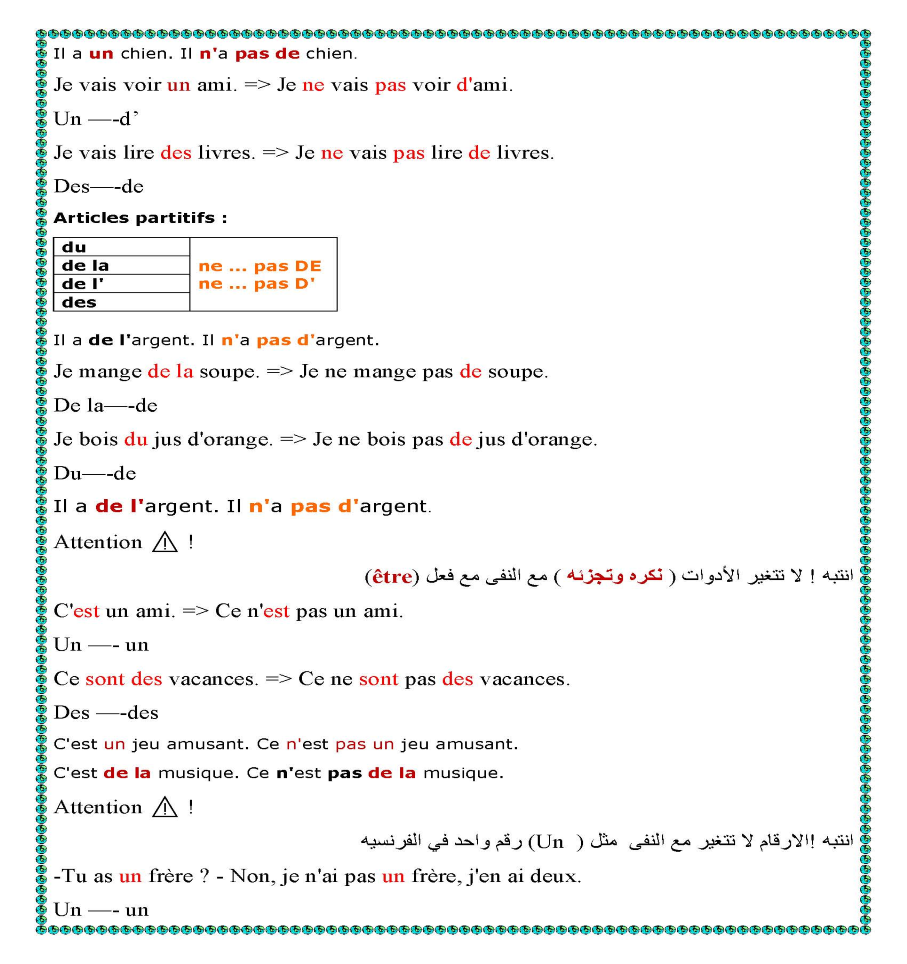 Il a un chien. Il n'a pas de chien.
Je vais voir un ami. => Je ne vais pas voir d'ami.
Un —-d’
Je vais lire des livres. => Je ne vais pas lire de livres.
Des—-de
Articles partitifs :
du
de la
de l'
des
ne ... pas DE
ne ... pas D'
Il a de l'argent. Il n'a pas d'argent.
Je mange de la soupe. => Je ne mange pas de soupe.
De la—-de
Je bois du jus d'orange. => Je ne bois pas de jus d'orange.
Du—-de
Il a de l'argent. Il n'a pas d'argent.
Attention ⚠ !
انتبه ! لا تتغير الأدوات ( نكره وتجزئه ) مع النفى مع فعل (être)
C'est un ami. => Ce n'est pas un ami.
Un —- un
Ce sont des vacances. => Ce ne sont pas des vacances.
Des —-des
C'est un jeu amusant. Ce n'est pas un jeu amusant.
C'est de la musique. Ce n'est pas de la musique.
Attention ⚠ !
انتبه !الارقام لا تتغير مع النفى مثل ( Un) رقم واحد في الفرنسيه
-Tu as un frère ? - Non, je n'ai pas un frère, j'en ai deux.
Un —- un